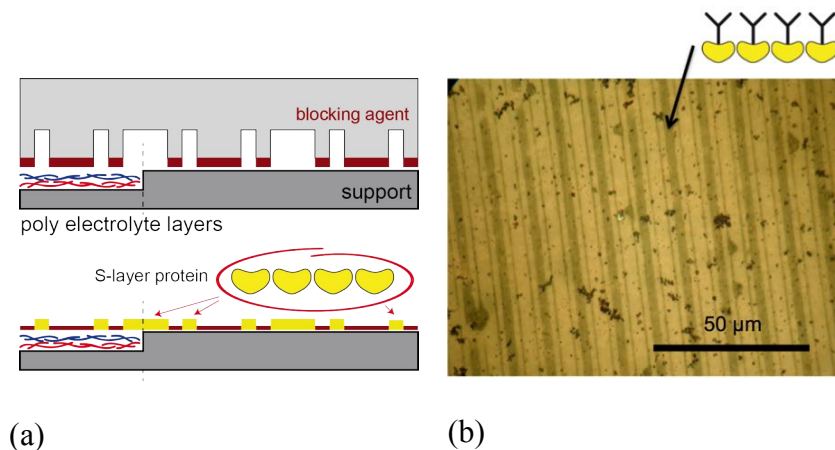 blocking agent
support
poly electrolyte layers
S-layer protein
50 µm
(a)
(b)